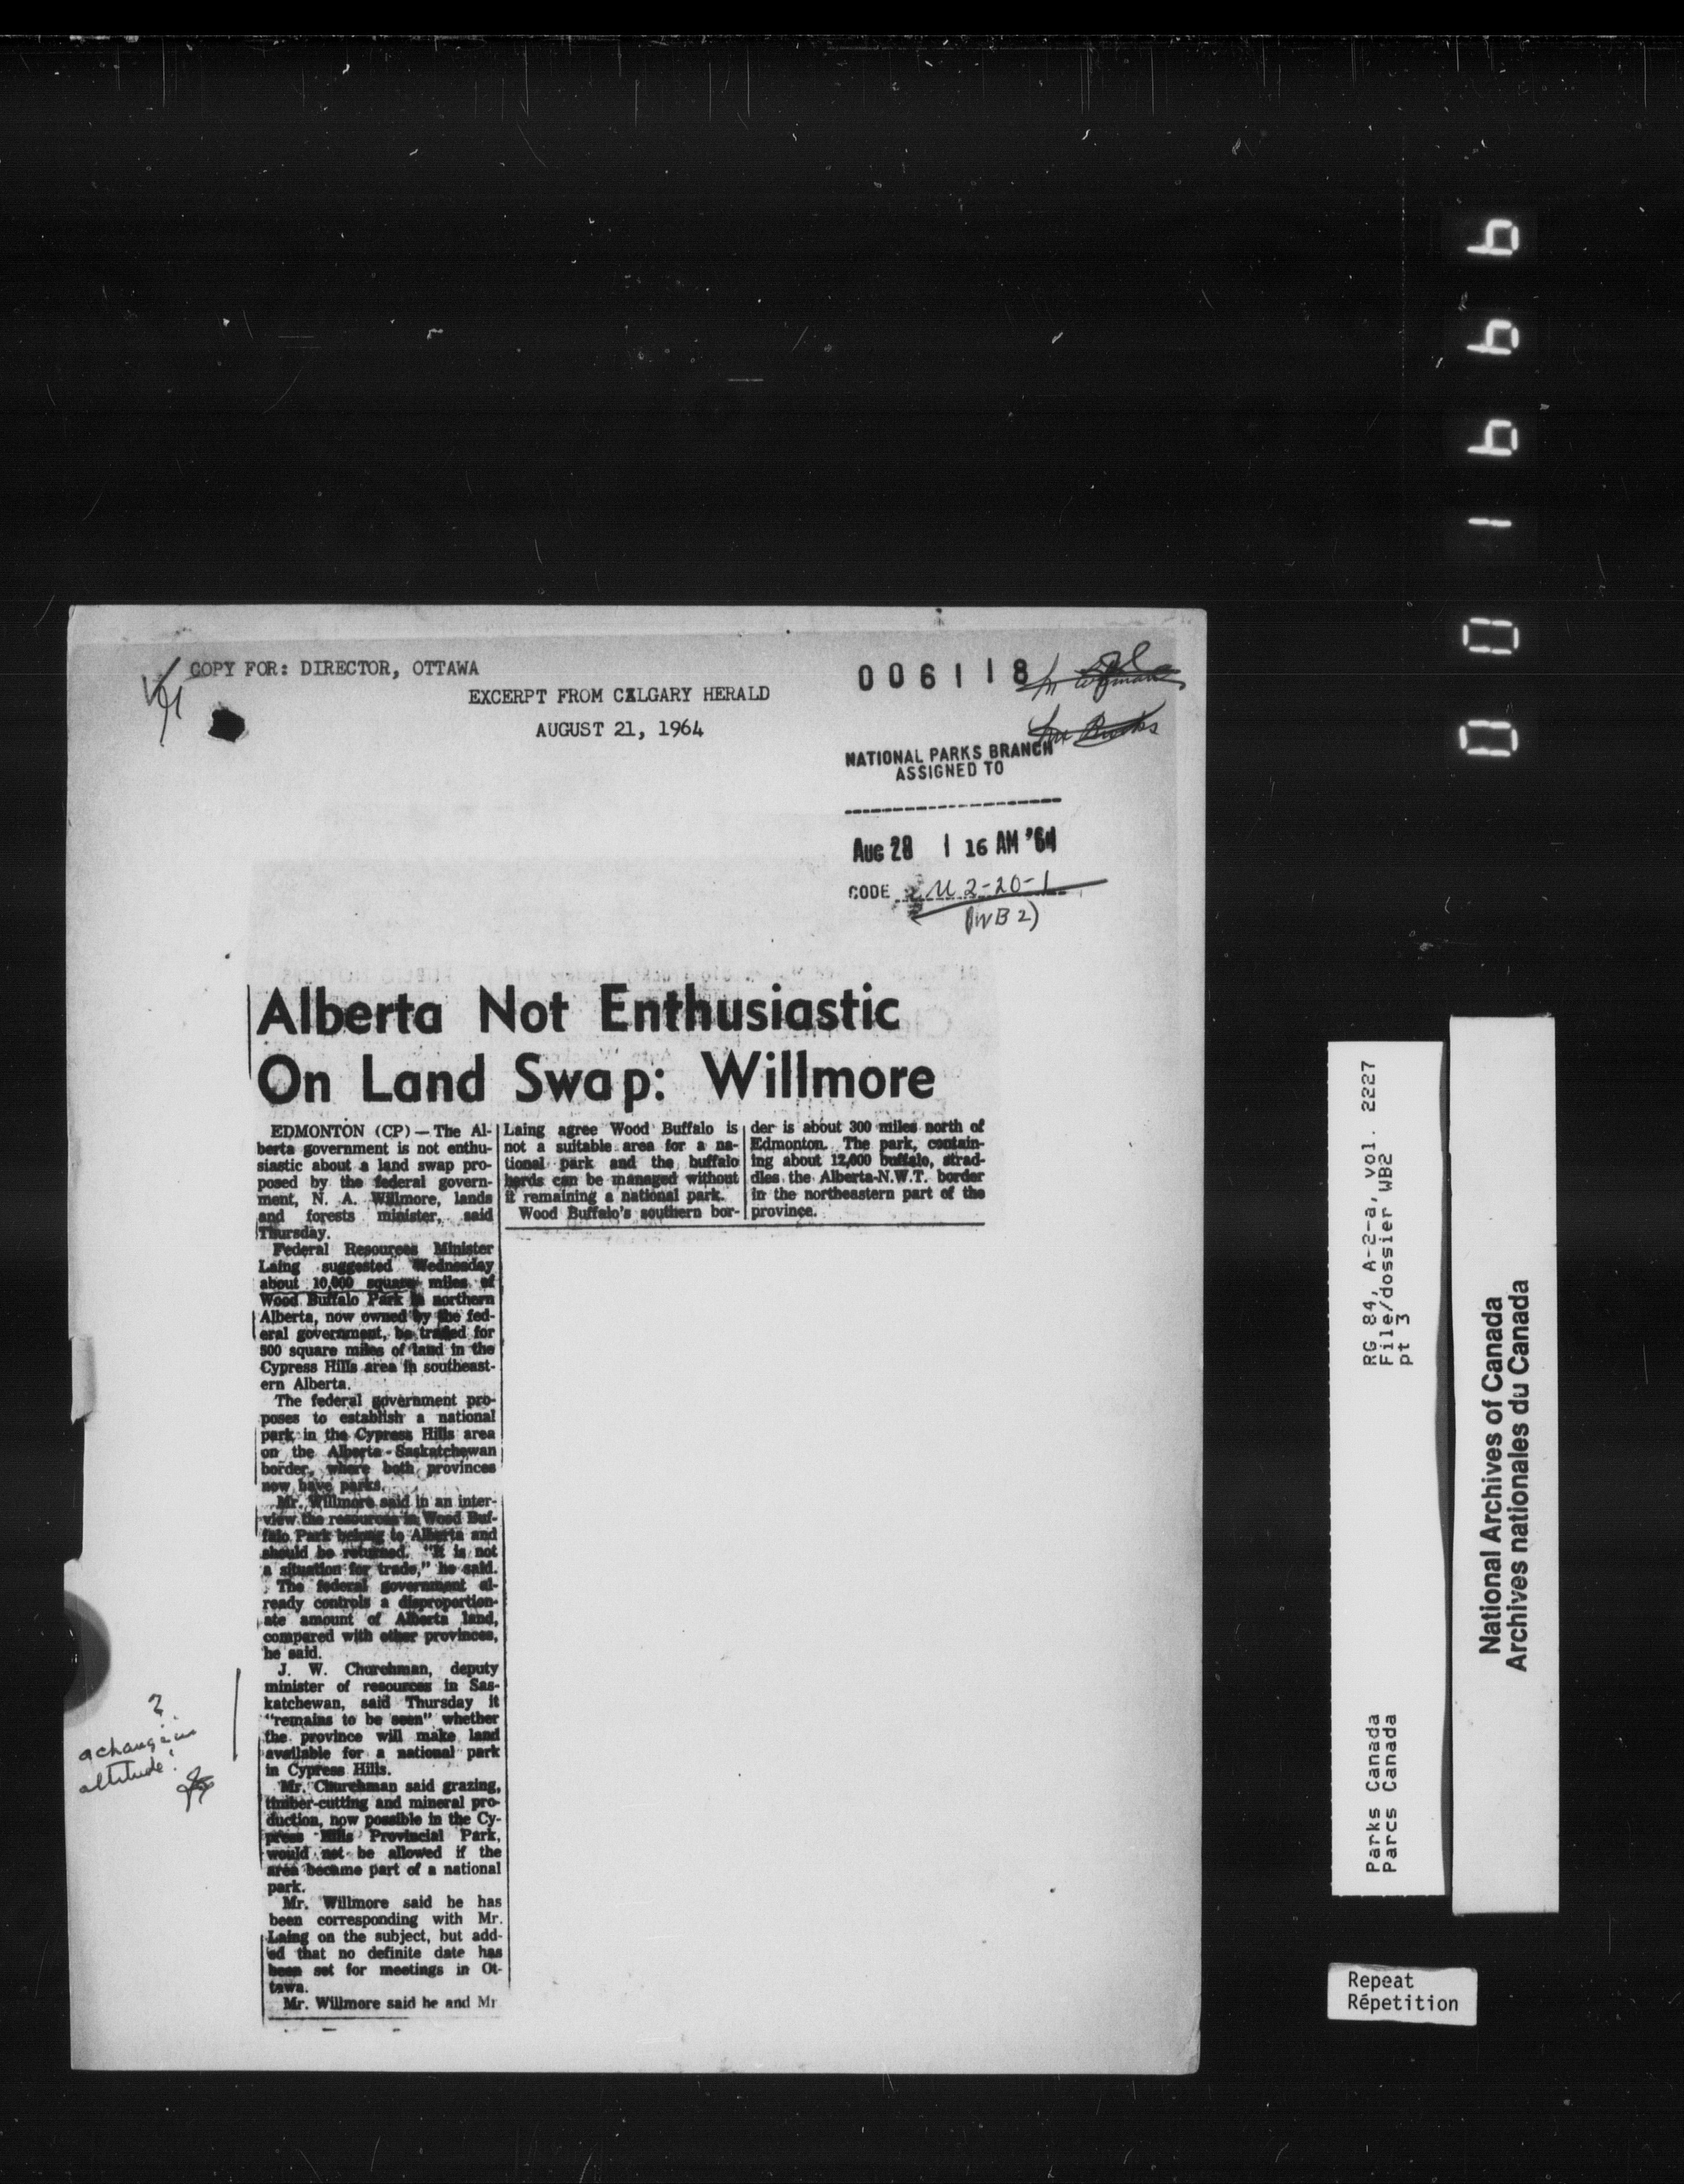 COPY FOR: DIRECTOR, OTTAWA
EXCERPT FROM CALGARY HERALD
AUGUST 21, 1964
006118
NATIONAL PARKS BRANCH
ASSIGNED TO
AUG 28 1 16 AM '64
CODE U2-20-1
(WB2)
Alberta Not Enthusiastic
On Land Swap: Willmore
EDMONTON (CP) — The Al-
berta government is not enthu-
siastic about a land swap pro-
posed by the federal govern-
ment, N. A. Willmore, lands
and forests minister, said
Thursday.
Federal Resources Minister
Laing suggested Wednesday
about 10,000 square miles of
Wood Buffalo Park in northern
Alberta, now owned by the fed-
eral government, be traded for
500 square miles of land in the
Cypress Hills area in southeast-
ern Alberta.
The federal government pro-
poses to establish a national
park in the Cypress Hills area
on the Alberta-Saskatchewan
border, where both provinces
now have parks.
Mr. Willmore said in an inter-
view the resources in Wood Buf-
falo Park belong to Alberta and
should be returned. "It is not
a situation for trade," he said.
The federal government al-
ready controls a disproportion-
ate amount of Alberta land,
compared with other provinces,
he said.
J. W. Churchman, deputy
minister of resources in Sas-
katchewan, said Thursday it
"remains to be seen" whether
the province will make land
available for a national park
in Cypress Hills.
Mr. Churchman said grazing,
timber-cutting and mineral pro-
duction, now possible in the Cy-
press Hills Provincial Park,
would not be allowed if the
area became part of a national
park.
Mr. Willmore said he has
been corresponding with Mr.
Laing on the subject, but add-
ed that no definite date has
been set for meetings in Ot-
tawa.
Mr. Willmore said he and Mr
Laing agree Wood Buffalo is
not a suitable area for a na-
tional park and the buffalo
herds can be managed without
it remaining a national park.
Wood Buffalo's southern bor-
der is about 300 miles north of
Edmonton. The park, contain-
ing about 12,000 buffalo, strad-
dles the Alberta-N.W.T. border
in the northeastern part of the
province.
?
a change in
attitude!
001666
RG 84, A-2-a, vol. 2227
File/dossier WB2
pt 3
Parks Canada
Parcs Canada
National Archives of Canada
Archives nationales du Canada
Repeat
Répetition